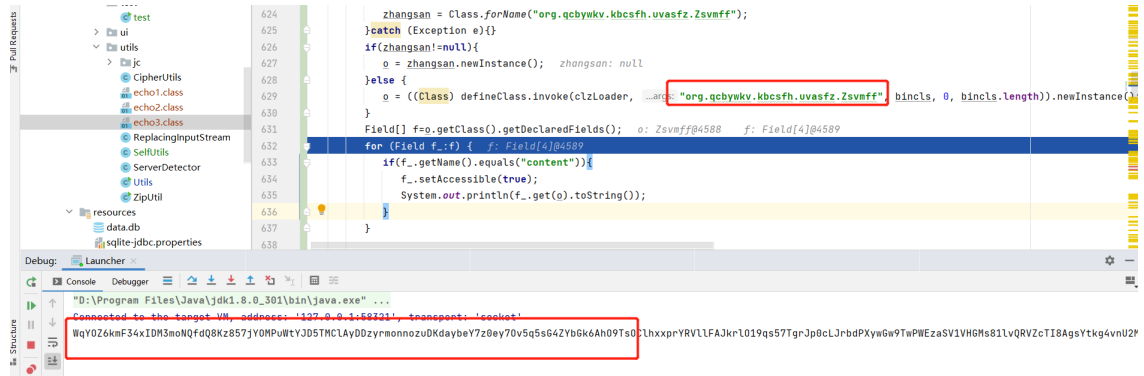 Pull Requests
Structure
test
test
ui
utils
jc
CipherUtils
echo1.class
echo2.class
echo3.class
ReplacingInputStream
SelfUtils
ServerDetector
Utils
ZipUtil
resources
data.db
sqlite-jdbc.properties
624 zhangsan = Class.forName("org.qcbywkv.kbcsfh.uvasfz.Zsvmff");
625 }catch (Exception e){}
626 if(zhangsan!=null){
627 o = zhangsan.newInstance(); zhangsan: null
628 }else {
629 o = ((Class) defineClass.invoke(clzLoader, ...args: "org.qcbywkv.kbcsfh.uvasfz.Zsvmff", bincls, 0, bincls.length)).newInstance();
630 }
631 Field[] f=o.getClass().getDeclaredFields(); o: Zsvmff@4588 f: Field[4]@4589
632 for (Field f_:f) { f: Field[4]@4589
633 if(f_.getName().equals("content")){
634 f_.setAccessible(true);
635 System.out.println(f_.get(o).toString());
636 }
637 }
638
Debug: Launcher
Console Debugger
"D:\Program Files\Java\jdk1.8.0_301\bin\java.exe" ...
Connected to the target VM, address: '127.0.0.1:58321', transport: 'socket'